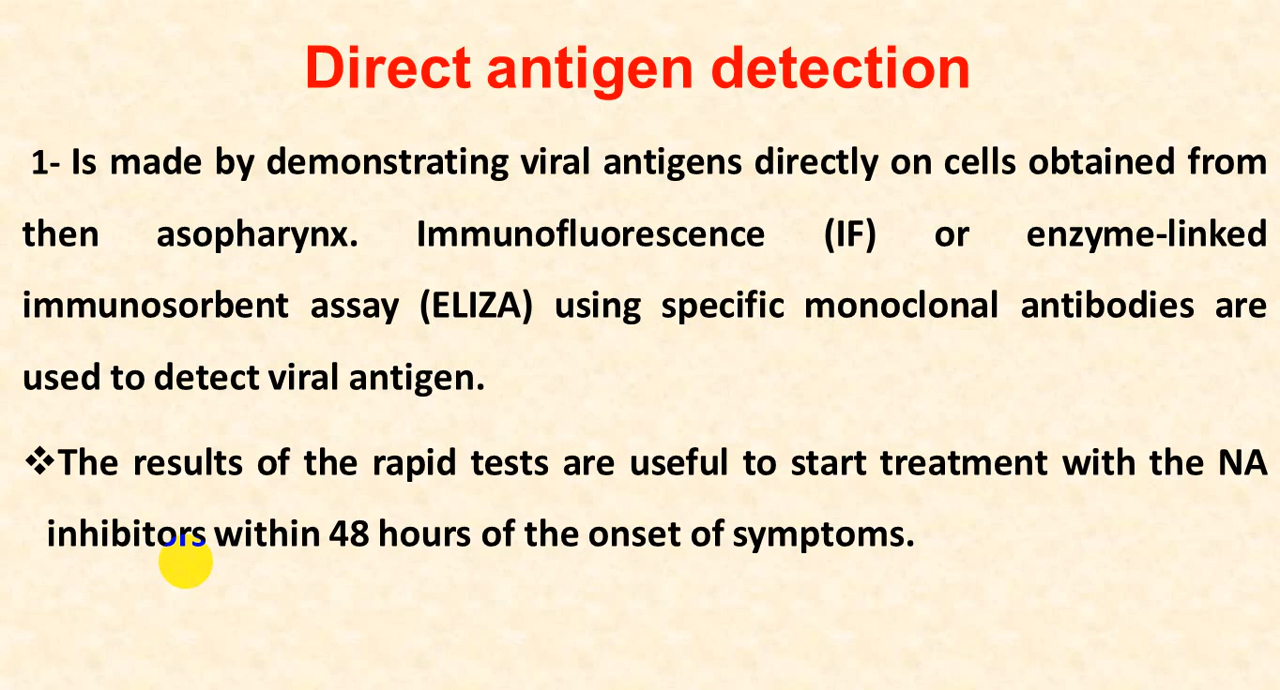 Direct antigen detection
1- Is made by demonstrating viral antigens directly on cells obtained from
then asopharynx. Immunofluorescence (IF) or enzyme-linked
immunosorbent assay (ELIZA) using specific monoclonal antibodies are
used to detect viral antigen.
❖The results of the rapid tests are useful to start treatment with the NA
inhibitors within 48 hours of the onset of symptoms.